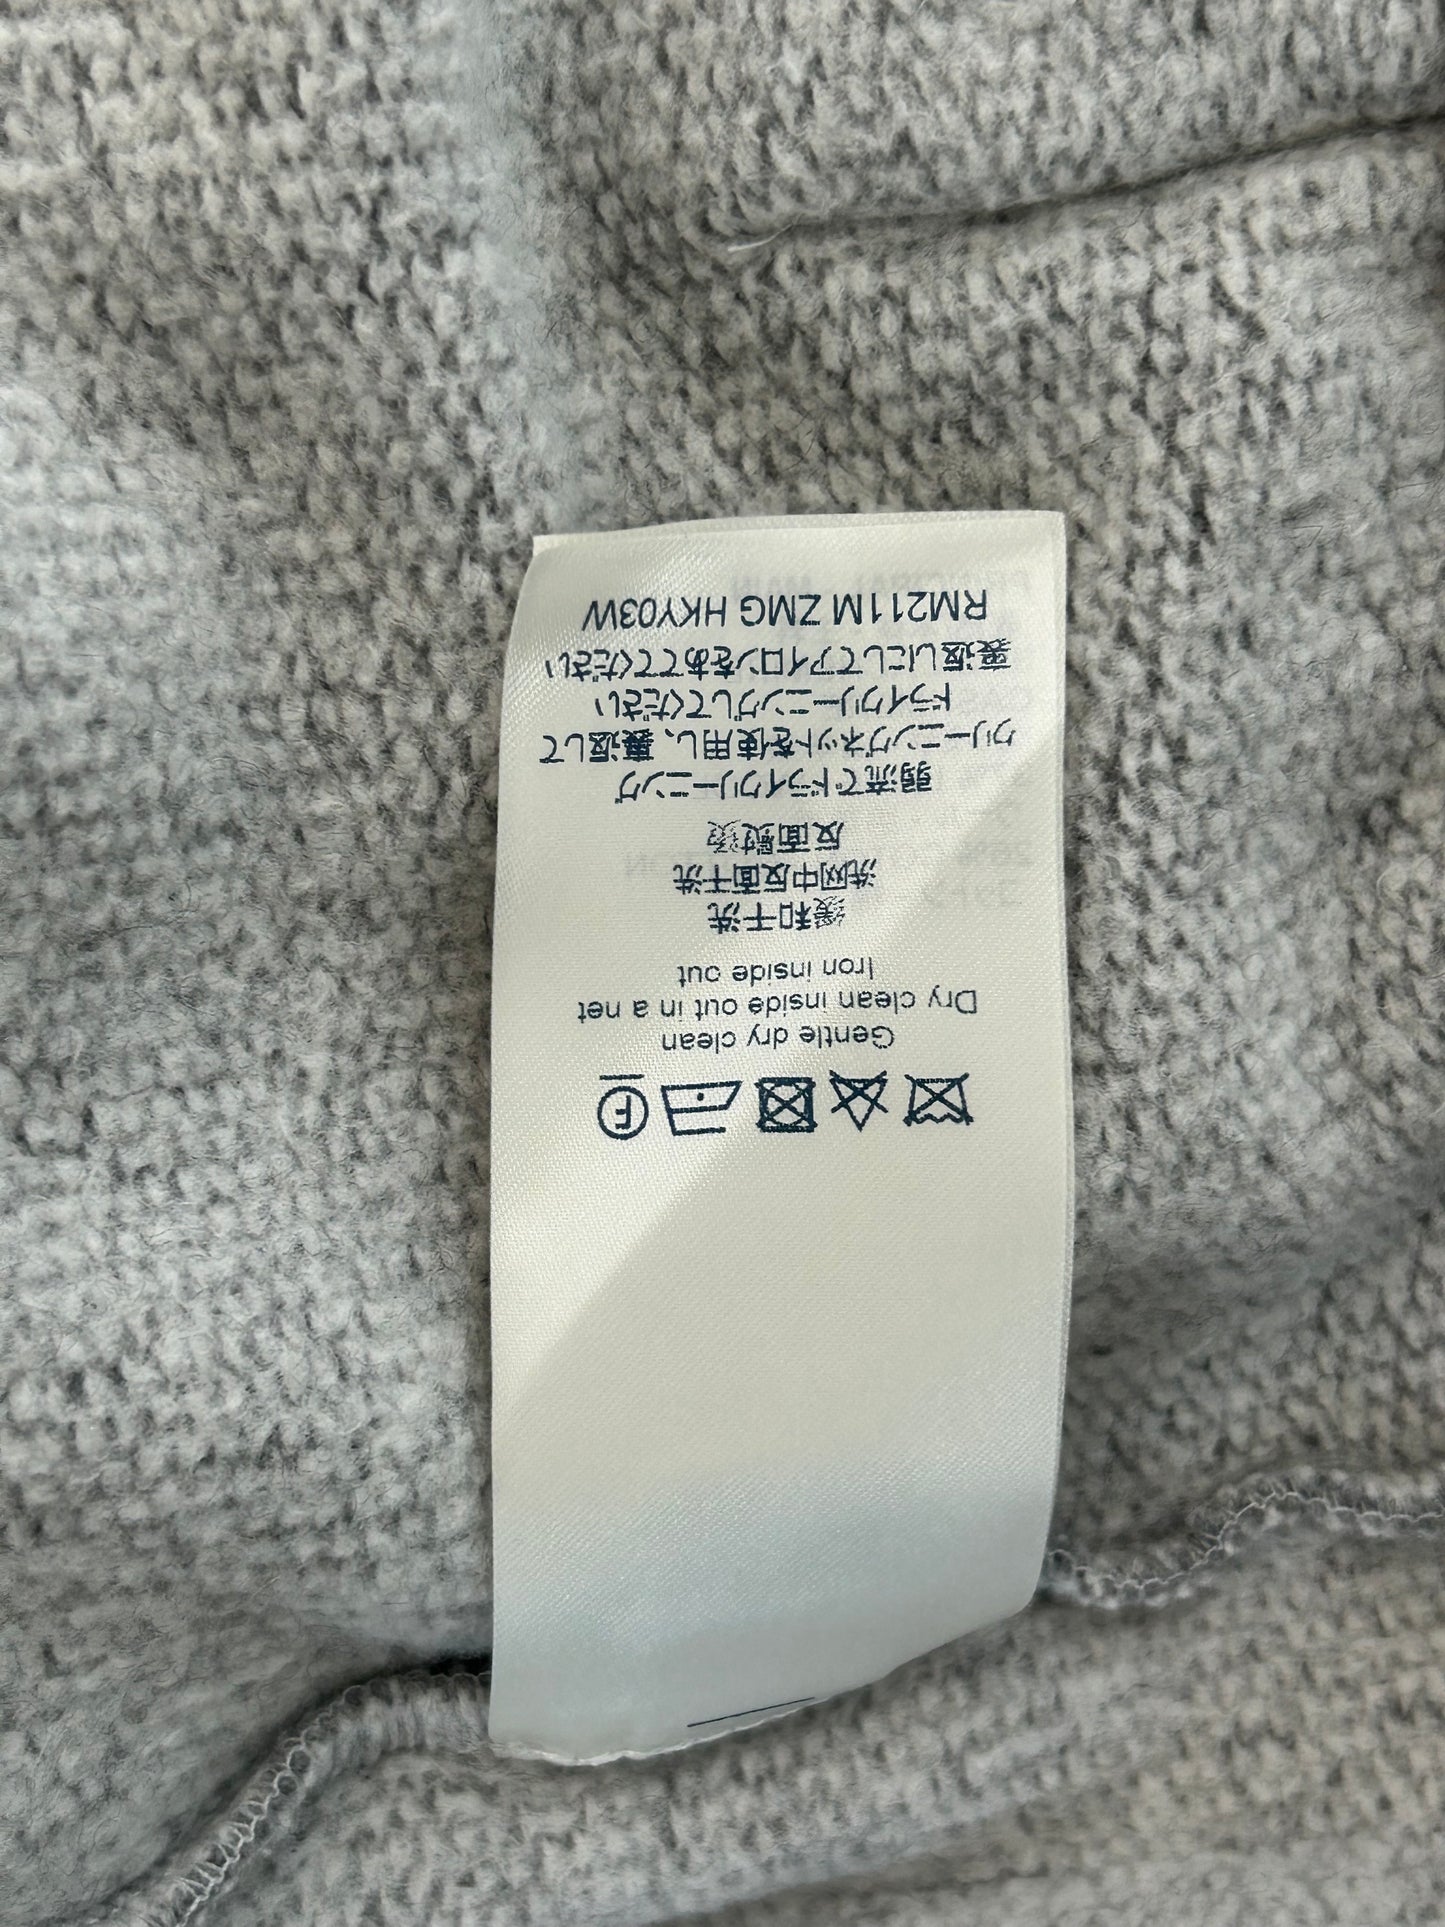 F
Gentle dry clean
Dry clean inside out in a net
Iron inside out
缓和干洗
洗网中反面干洗
反面熨烫
弱流でドライクリーニング
クリーニングネットを使用し、裏返して
ドライクリーニングしてください
裏返しにしてアイロンをあててください
RM211M ZMG HKY03W